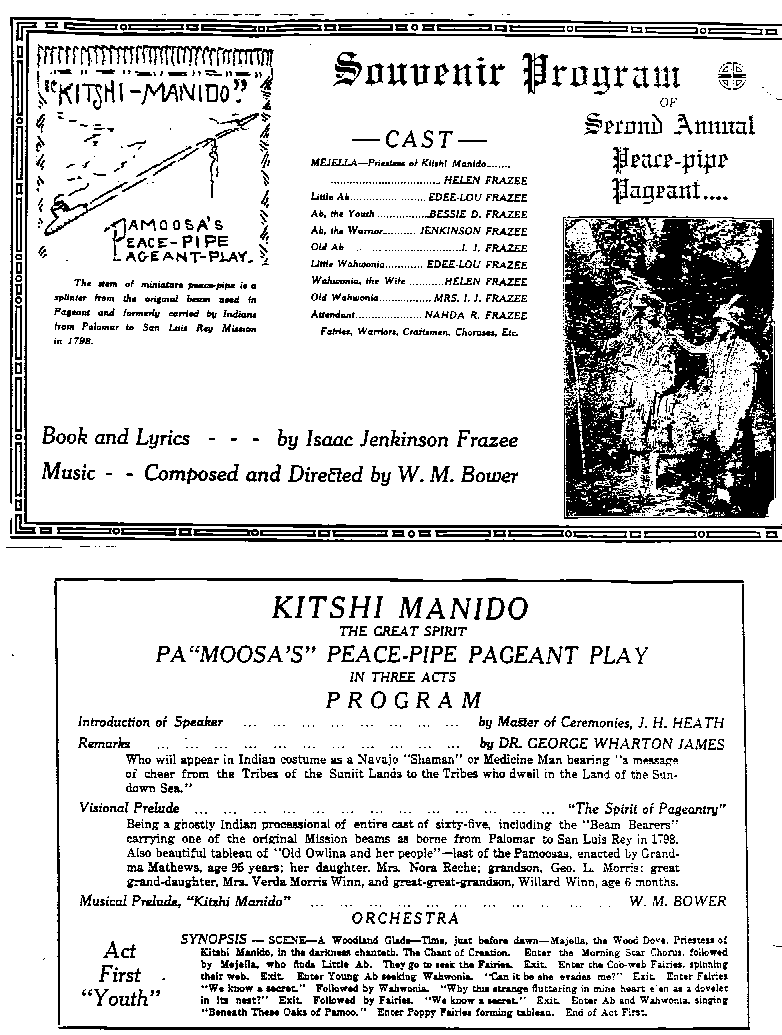 "KITSHI-MANIDO"
PAMOOSA'S
PEACE-PIPE
PAGEANT-PLAY.
The stem of miniature peace-pipe is a
splinter from the original beam used in
Pageant and formerly carried by Indians
from Palomar to San Luis Rey Mission
in 1798.
—CAST—
MEJELLA—Priestess of Kitshi Manido.......
................................ HELEN FRAZEE
Little Ab...................... EDEE-LOU FRAZEE
Ab, the Youth ...............BESSIE D. FRAZEE
Ab, the Warrior.......... JENKINSON FRAZEE
Old Ab .. ... ........................I. J. FRAZEE
Little Wahwonia............ EDEE-LOU FRAZEE
Wahwonia, the Wife ..........HELEN FRAZEE
Old Wahwonia................ MRS. I. J. FRAZEE
Attendant......................NAHDA R. FRAZEE
Fairies, Warriors, Craftsmen, Choruses, Etc.
Souvenir Program
OF
Second Annual
Peace-pipe
Pageant....
Book and Lyrics - - - by Isaac Jenkinson Frazee
Music - - Composed and Directed by W. M. Bower
KITSHI MANIDO
THE GREAT SPIRIT
PA"MOOSA'S" PEACE-PIPE PAGEANT PLAY
IN THREE ACTS
PROGRAM
Introduction of Speaker ... ... ... ... ... ... ... ... by Master of Ceremonies, J. H. HEATH
Remarks ... ... ... ... ... ... ... ... ... ... ... by DR. GEORGE WHARTON JAMES
Who will appear in Indian costume as a Navajo "Shaman" or Medicine Man bearing "a message
of cheer from the Tribes of the Sunlit Lands to the Tribes who dwell in the Land of the Sun-
down Sea."
Visional Prelude ... ... ... ... ... ... ... ... ... ... ... ... ... "The Spirit of Pageantry"
Being a ghostly Indian processional of entire cast of sixty-five, including the "Beam Bearers"
carrying one of the original Mission beams as borne from Palomar to San Luis Rey in 1798.
Also beautiful tableau of "Old Owlina and her people"—last of the Pamoosas, enacted by Grand-
ma Mathews, age 95 years; her daughter, Mrs. Nora Reche; grandson, Geo. L. Morris; great
grand-daughter, Mrs. Verda Morris Winn, and great-great-grandson, Willard Winn, age 6 months.
Musical Prelude, "Kitshi Manido" ... ... ... ... ... ... ... ... ... ... ... W. M. BOWER
ORCHESTRA
Act
First
"Youth"
SYNOPSIS — SCENE—A Woodland Glade—Time, just before dawn—Majella, the Wood Dove, Priestess of
Kitshi Manido, in the darkness chanteth. The Chant of Creation. Enter the Morning Star Chorus, followed
by Mejella, who finds Little Ab. They go to seek the Fairies. Exit. Enter the Cob-web Fairies, spinning
their web. Exit. Enter Young Ab seeking Wahwonia. "Can it be she evades me?" Exit. Enter Fairies
"We know a secret." Followed by Wahwonia. "Why this strange fluttering in mine heart e'en as a dovelet
in its nest?" Exit. Followed by Fairies. "We know a secret." Exit. Enter Ab and Wahwonia, singing
"Beneath These Oaks of Pamoo." Enter Poppy Fairies forming tableau. End of Act First.